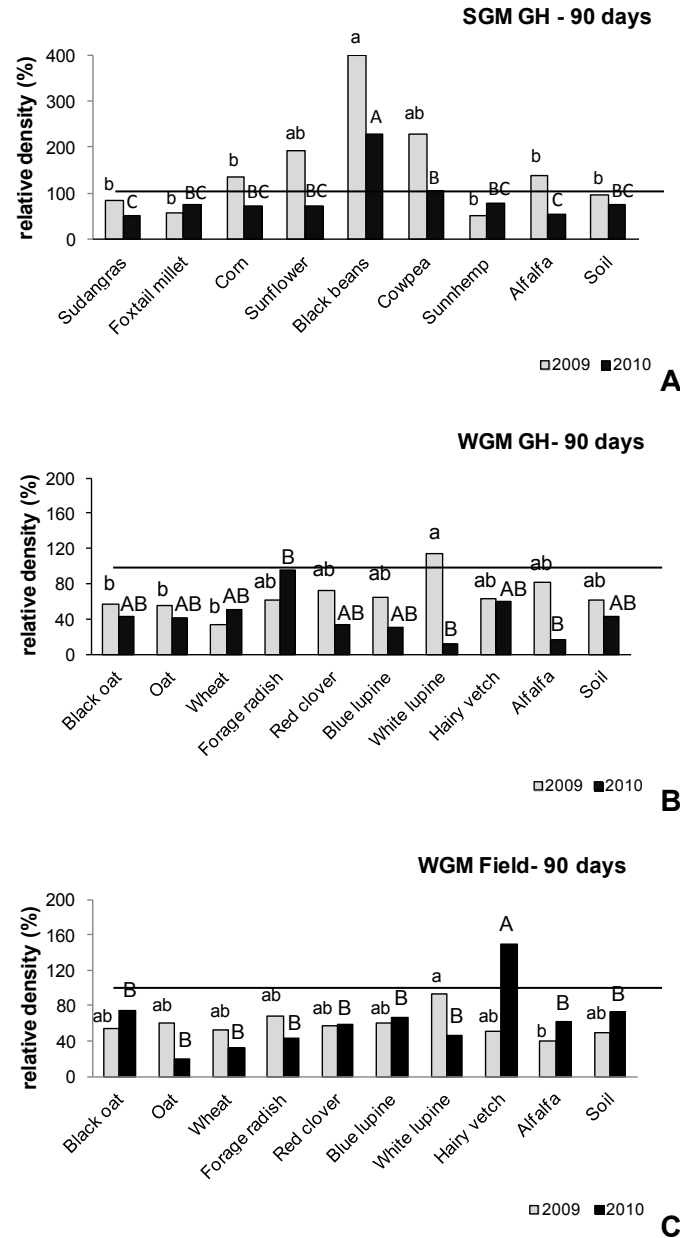 SGM GH - 90 days
relative density (%)
400
300
200
100
0
b C b BC b BC ab BC a A ab B b BC b C b BC
Sudangras Foxtail millet Corn Sunflower Black beans Cowpea Sunnhemp Alfalfa Soil
2009 2010
A
WGM GH- 90 days
relative density (%)
200
160
120
80
40
0
b AB b AB b AB ab B ab AB ab AB a B ab AB ab B ab AB
Black oat Oat Wheat Forage radish Red clover Blue lupine White lupine Hairy vetch Alfalfa Soil
2009 2010
B
WGM Field- 90 days
relative density (%)
200
160
120
80
40
0
ab B ab B ab B ab B ab B ab B a B ab A b B ab B
Black oat Oat Wheat Forage radish Red clover Blue lupine White lupine Hairy vetch Alfalfa Soil
2009 2010
C